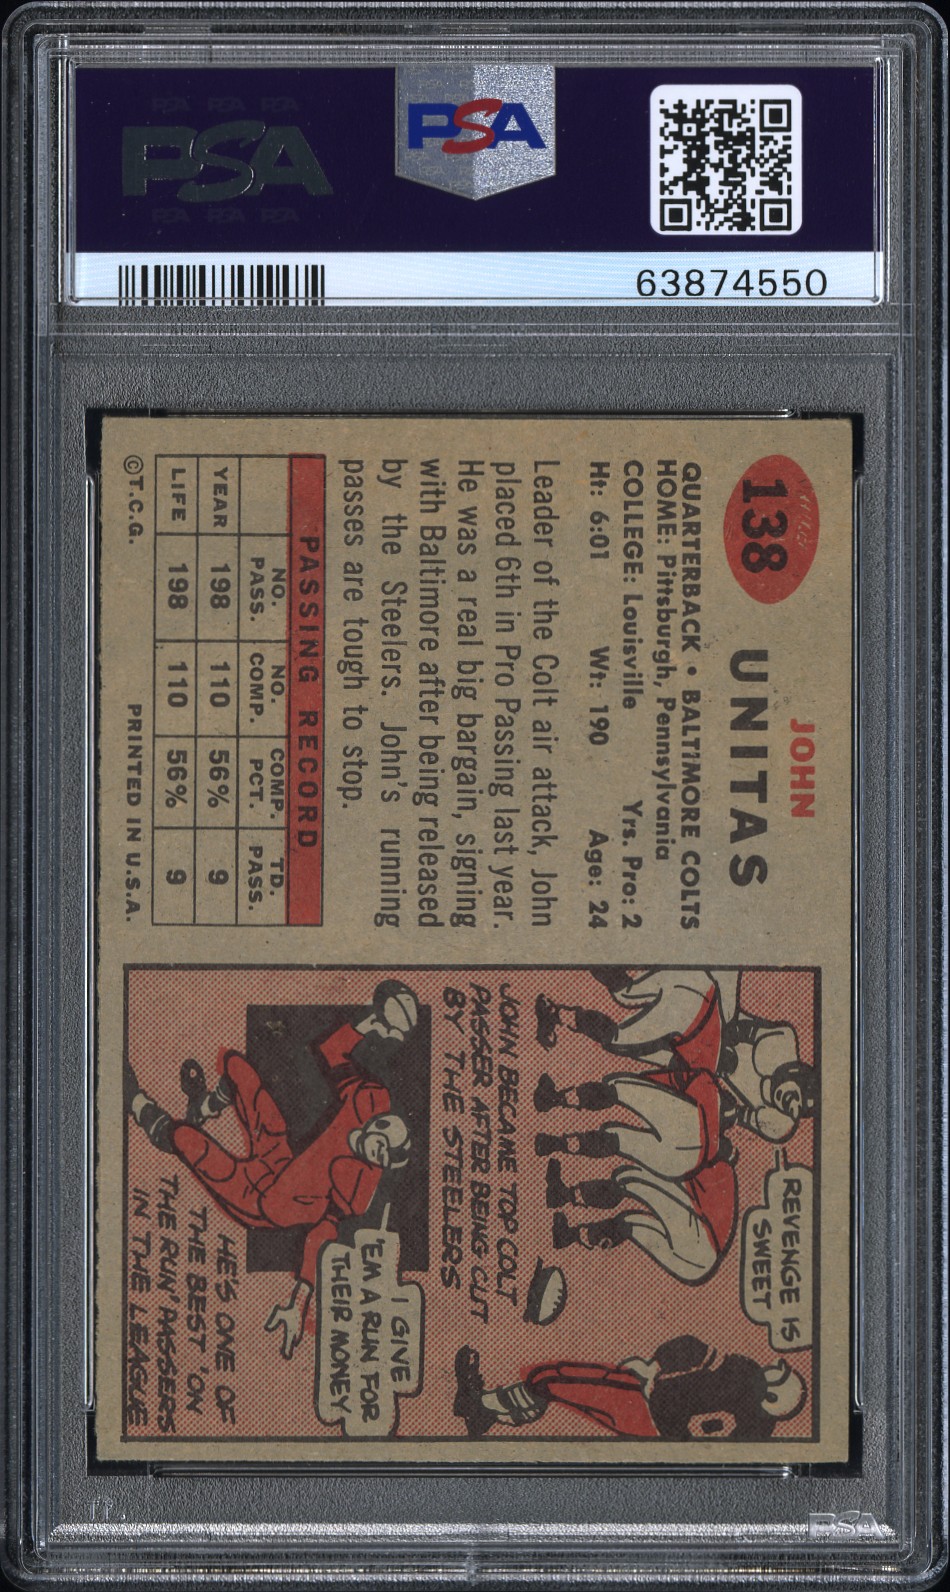 PSA PSA PSA
PSA
PSA PSA PSA
PSA
63874550
138
JOHN
UNITAS
QUARTERBACK • BALTIMORE COLTS
HOME: Pittsburgh, Pennsylvania
COLLEGE: Louisville Yrs. Pro: 2
Ht: 6:01 Wt: 190 Age: 24
Leader of the Colt air attack, John
placed 6th in Pro Passing last year.
He was a real big bargain, signing
with Baltimore after being released
by the Steelers. John's running
passes are tough to stop.
PASSING RECORD
NO. PASS. NO. COMP. COMP. PCT. TD. PASS.
YEAR 198 110 56% 9
LIFE 198 110 56% 9
©T.C.G. PRINTED IN U.S.A.
REVENGE IS
SWEET
JOHN BECAME TOP COLT
PASSER AFTER BEING CUT
BY THE STEELERS
I GIVE
'EM A RUN FOR
THEIR MONEY
HE'S ONE OF
THE BEST 'ON
THE RUN' PASSERS
IN THE LEAGUE
PSA